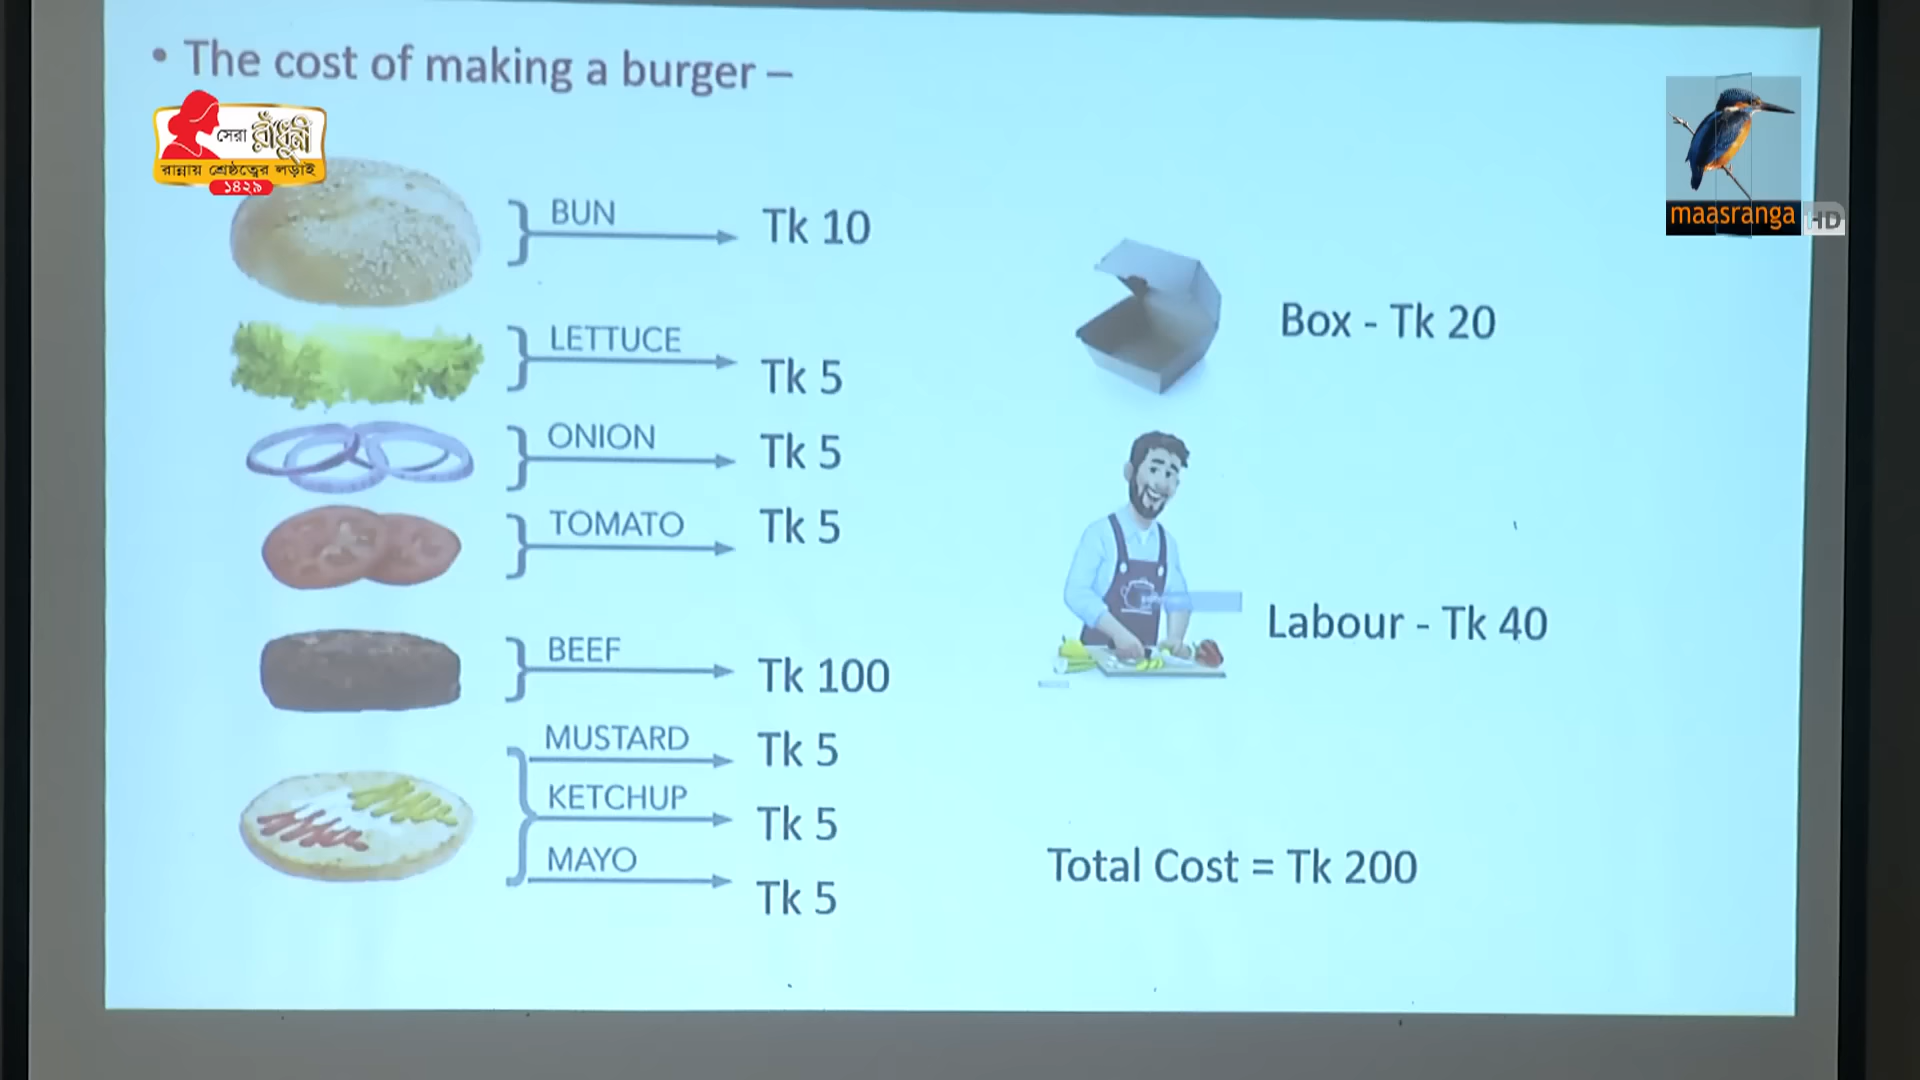 • The cost of making a burger –
সেরা রাঁধুনী
রান্নায় শ্রেষ্ঠত্বের লড়াই
১৪২৯
maasranga HD
BUN Tk 10
LETTUCE Tk 5
ONION Tk 5
TOMATO Tk 5
BEEF Tk 100
MUSTARD Tk 5
KETCHUP Tk 5
MAYO Tk 5
Box - Tk 20
Labour - Tk 40
Total Cost = Tk 200